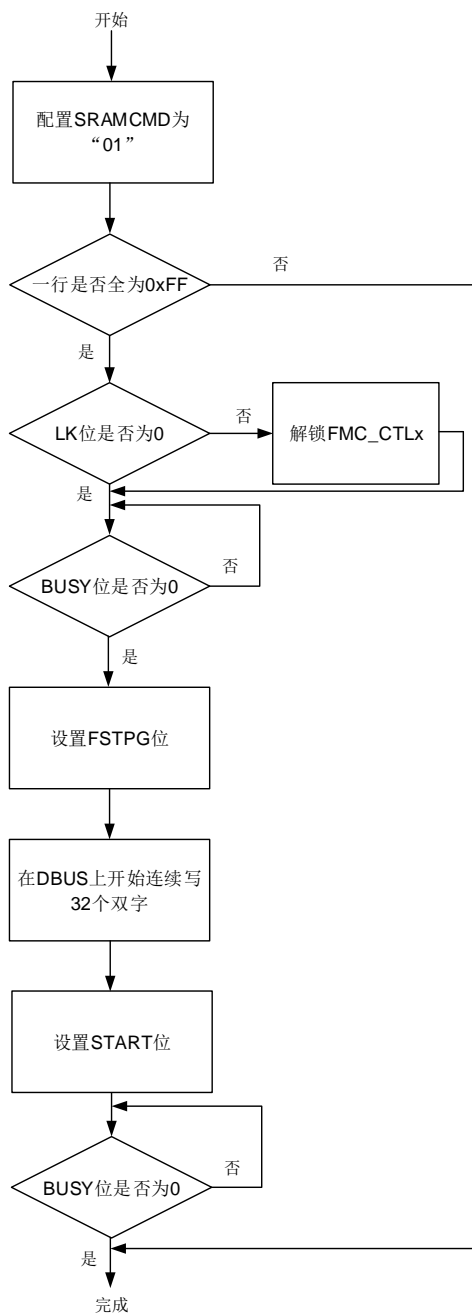 开始
配置SRAMCMD为
“01”
一行是否全为0xFF
否
是
LK位是否为0
否
解锁FMC_CTLx
是
BUSY位是否为0
否
是
设置FSTPG位
在DBUS上开始连续写
32个双字
设置START位
BUSY位是否为0
否
是
完成